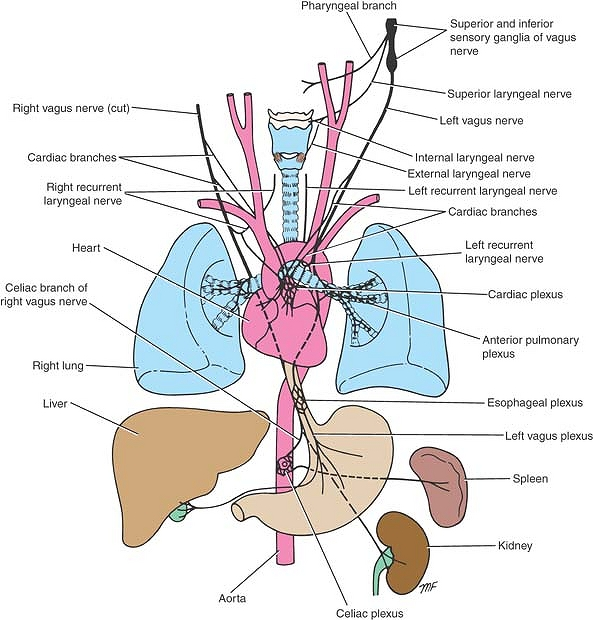 Pharyngeal branch
Superior and inferior
sensory ganglia of vagus
nerve
Superior laryngeal nerve
Right vagus nerve (cut)
Left vagus nerve
Cardiac branches
Internal laryngeal nerve
External laryngeal nerve
Right recurrent
laryngeal nerve
Left recurrent laryngeal nerve
Cardiac branches
Heart
Left recurrent
laryngeal nerve
Celiac branch of
right vagus nerve
Cardiac plexus
Anterior pulmonary
plexus
Right lung
Liver
Esophageal plexus
Left vagus plexus
Spleen
Kidney
MF
Aorta
Celiac plexus